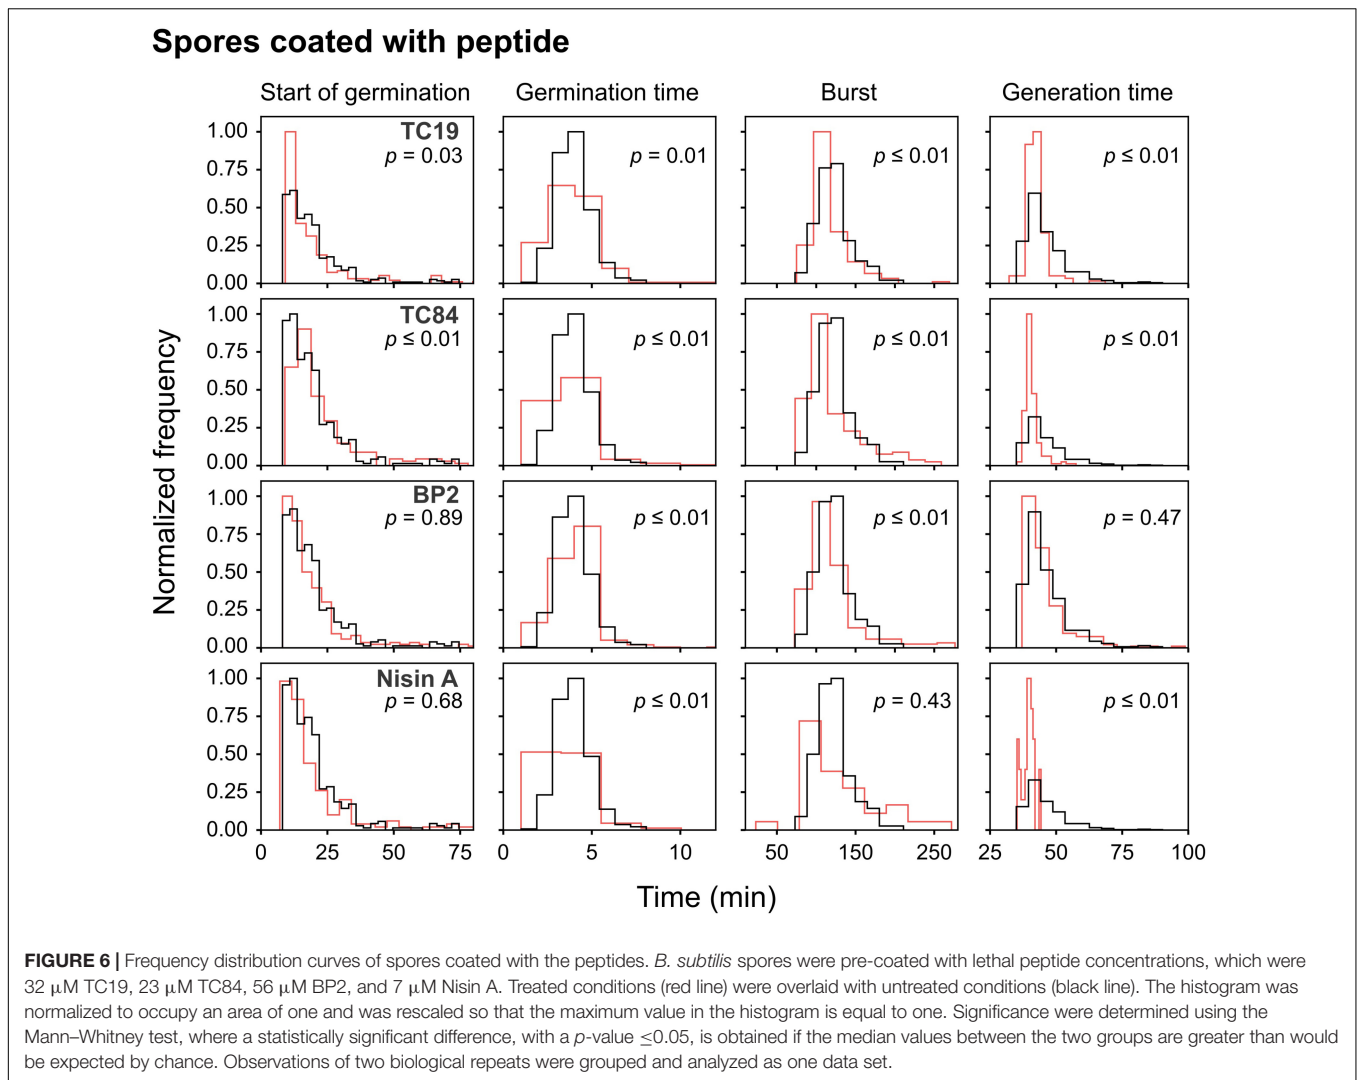 Spores coated with peptide
Start of germination
Germination time
Burst
Generation time
Normalized frequency
1.00
0.75
0.50
0.25
0.00
TC19
p = 0.03
p = 0.01
p ≤ 0.01
p ≤ 0.01
1.00
0.75
0.50
0.25
0.00
TC84
p ≤ 0.01
p ≤ 0.01
p ≤ 0.01
p ≤ 0.01
1.00
0.75
0.50
0.25
0.00
BP2
p = 0.89
p ≤ 0.01
p ≤ 0.01
p = 0.47
1.00
0.75
0.50
0.25
0.00
Nisin A
p = 0.68
p ≤ 0.01
p = 0.43
p ≤ 0.01
0 25 50 75
0 5 10
50 150 250
25 50 75 100
Time (min)
FIGURE 6 | Frequency distribution curves of spores coated with the peptides. B. subtilis spores were pre-coated with lethal peptide concentrations, which were
32 μM TC19, 23 μM TC84, 56 μM BP2, and 7 μM Nisin A. Treated conditions (red line) were overlaid with untreated conditions (black line). The histogram was
normalized to occupy an area of one and was rescaled so that the maximum value in the histogram is equal to one. Significance were determined using the
Mann–Whitney test, where a statistically significant difference, with a p-value ≤0.05, is obtained if the median values between the two groups are greater than would
be expected by chance. Observations of two biological repeats were grouped and analyzed as one data set.